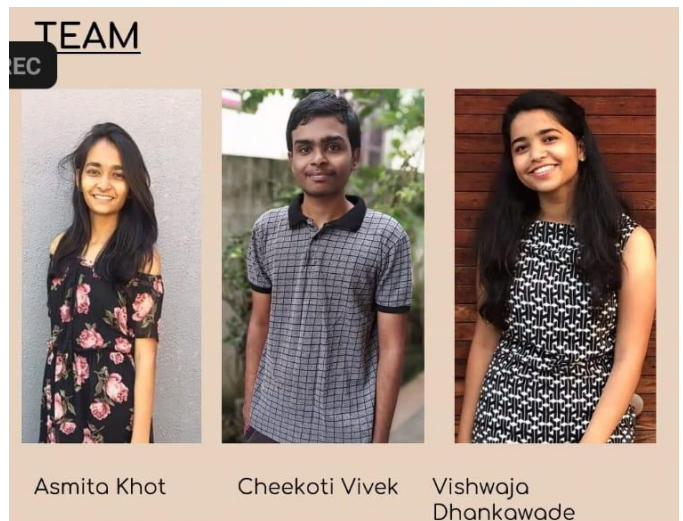 TEAM
REC
Asmita Khot
Cheekoti Vivek
Vishwaja
Dhankawade